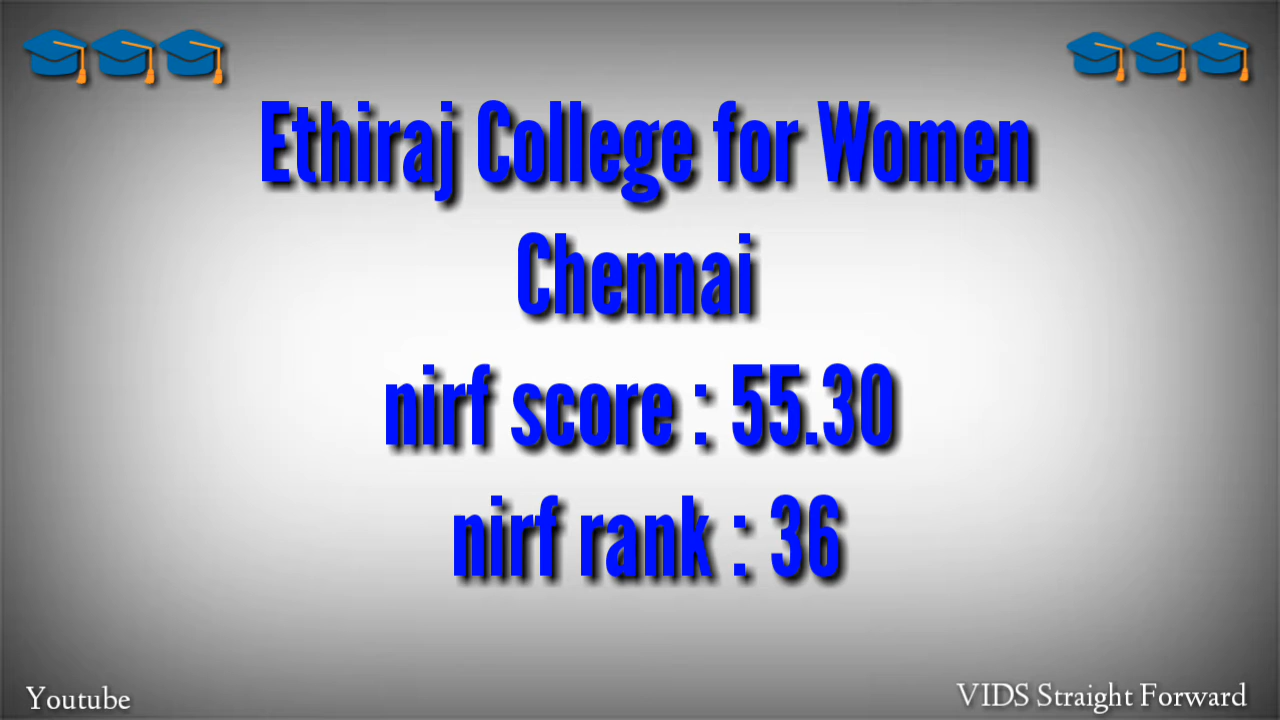 Ethiraj College for Women
Chennai
nirf score : 55.30
nirf rank : 36
Youtube
VIDS Straight Forward